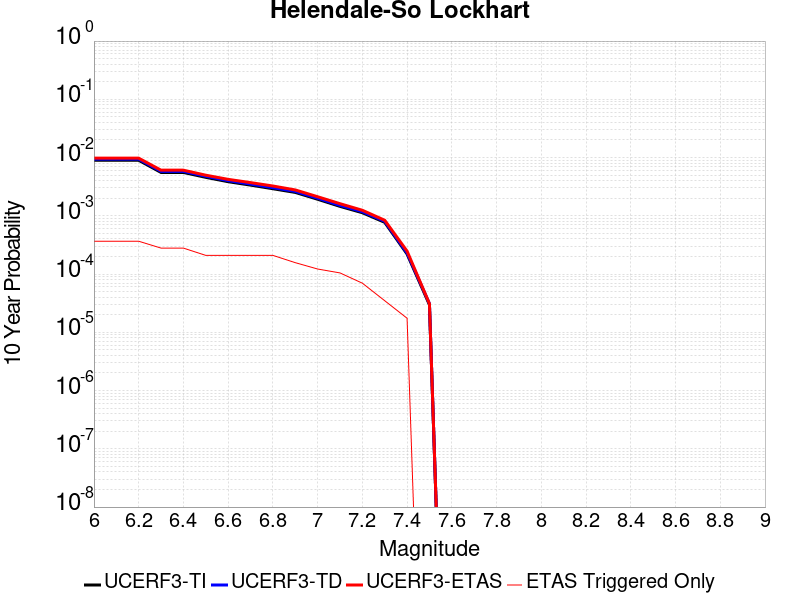 Helendale-So Lockhart
10 0
10 -1
10 -2
10 -3
10 -4
10 -5
10 -6
10 -7
10 -8
10 Year Probability
6 6.2 6.4 6.6 6.8 7 7.2 7.4 7.6 7.8 8 8.2 8.4 8.6 8.8 9
Magnitude
UCERF3-TI UCERF3-TD UCERF3-ETAS ETAS Triggered Only